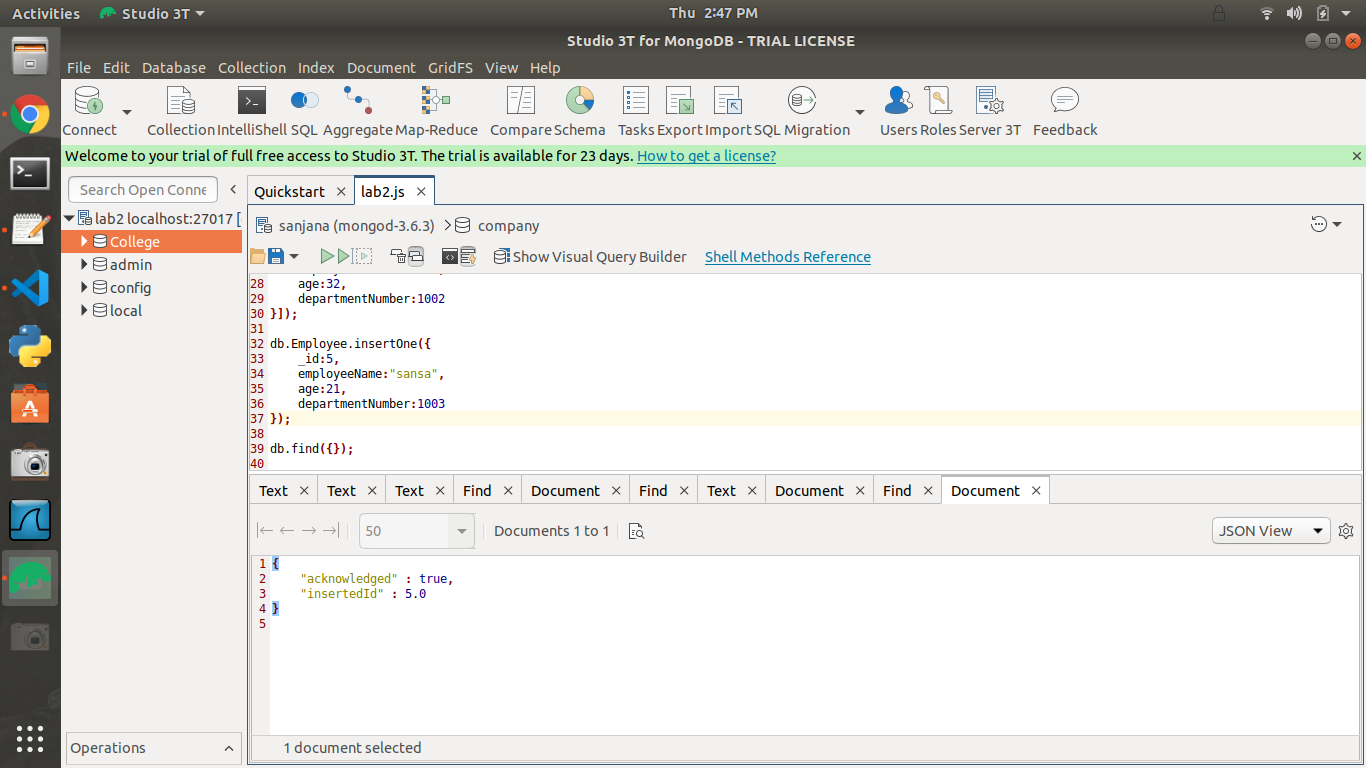 Activities Studio 3T Thu 2:47 PM
Studio 3T for MongoDB - TRIAL LICENSE
File Edit Database Collection Index Document GridFS View Help
Connect Collection IntelliShell SQL Aggregate Map-Reduce Compare Schema Tasks Export Import SQL Migration Users Roles Server 3T Feedback
Welcome to your trial of full free access to Studio 3T. The trial is available for 23 days. How to get a license?
Search Open Conne
Quickstart lab2.js
lab2 localhost:27017 [
College
admin
config
local
sanjana (mongod-3.6.3) company
Show Visual Query Builder Shell Methods Reference
28 age:32,
29 departmentNumber:1002
30 }]);
31
32 db.Employee.insertOne({
33 _id:5,
34 employeeName:"sansa",
35 age:21,
36 departmentNumber:1003
37 });
38
39 db.find({});
40
Text Text Text Find Document Find Text Document Find Document
50 Documents 1 to 1 JSON View
1 {
2 "acknowledged" : true,
3 "insertedId" : 5.0
4 }
5
Operations
1 document selected